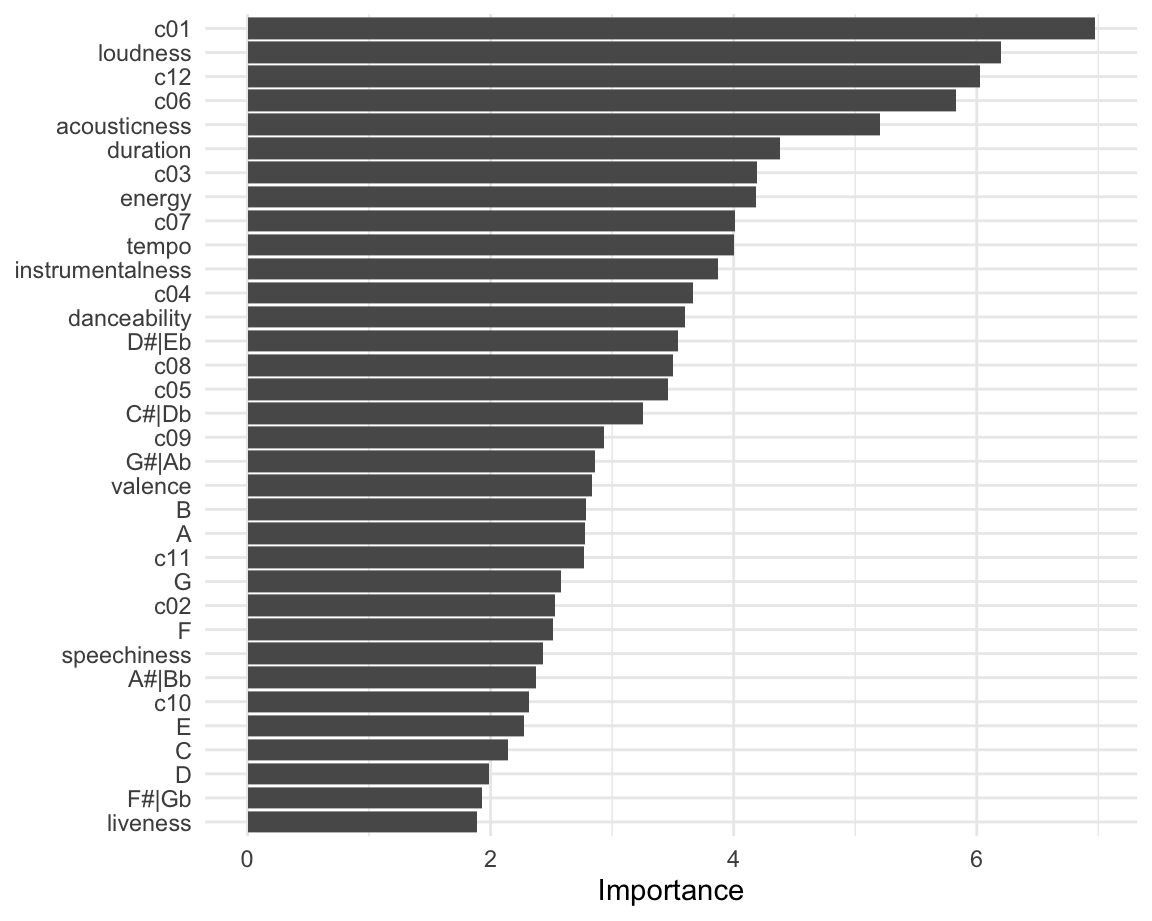 c01
loudness
c12
c06
acousticness
duration
c03
energy
c07
tempo
instrumentalness
c04
danceability
D#|Eb
c08
c05
C#|Db
c09
G#|Ab
valence
B
A
c11
G
c02
F
speechiness
A#|Bb
c10
E
C
D
F#|Gb
liveness
0 2 4 6
Importance